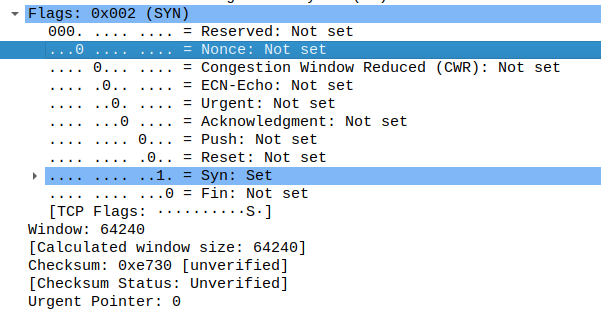 Flags: 0x002 (SYN)
000. .... .... = Reserved: Not set
...0 .... .... = Nonce: Not set
.... 0... .... = Congestion Window Reduced (CWR): Not set
.... .0.. .... = ECN-Echo: Not set
.... ..0. .... = Urgent: Not set
.... ...0 .... = Acknowledgment: Not set
.... .... 0... = Push: Not set
.... .... .0.. = Reset: Not set
.... .... ..1. = Syn: Set
.... .... ...0 = Fin: Not set
[TCP Flags: ··········S·]
Window: 64240
[Calculated window size: 64240]
Checksum: 0xe730 [unverified]
[Checksum Status: Unverified]
Urgent Pointer: 0